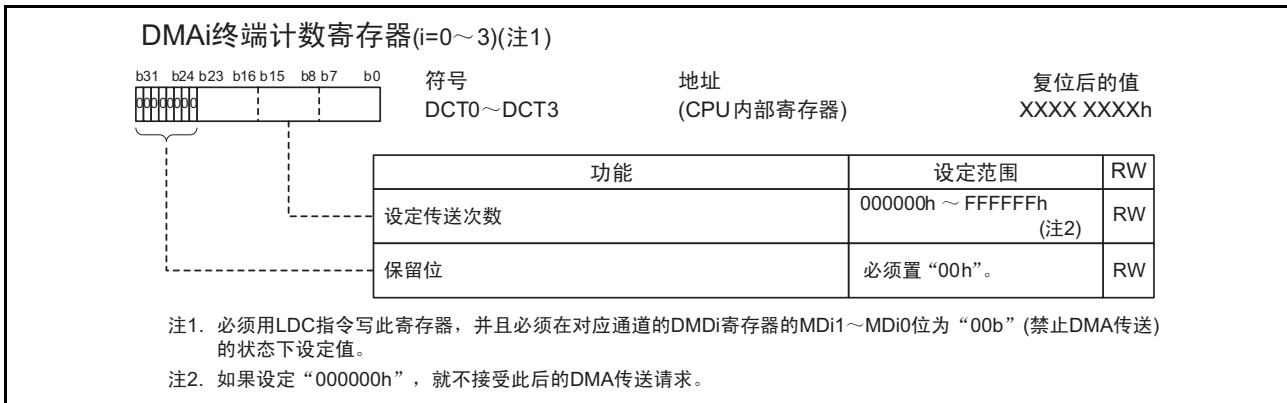 DMAi终端计数寄存器(i=0～3)(注1)
b31 b24 b23 b16 b15 b8 b7 b0
符号 地址 复位后的值
00000000
DCT0～DCT3 (CPU内部寄存器) XXXX XXXXh
功能 设定范围 RW
设定传送次数 000000h ～ FFFFFFh (注2) RW
保留位 必须置“00h”。 RW
注1. 必须用LDC指令写此寄存器，并且必须在对应通道的DMDi寄存器的MDi1～MDi0位为“00b”(禁止DMA传送)
的状态下设定值。
注2. 如果设定“000000h”，就不接受此后的DMA传送请求。